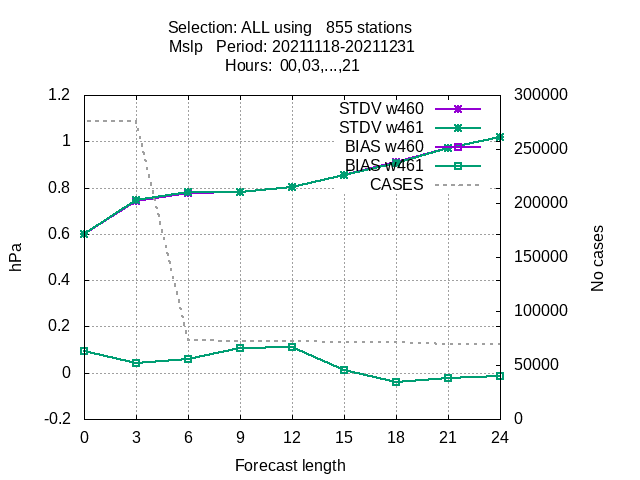 Selection: ALL using   855 stations
Mslp   Period: 20211118-20211231
Hours:  00,03,...,21
1.2
1
0.8
0.6
0.4
0.2
0
-0.2
hPa
STDV w460
STDV w461
BIAS w460
BIAS w461
CASES
300000
250000
200000
150000
100000
50000
0
No cases
0 3 6 9 12 15 18 21 24
Forecast length